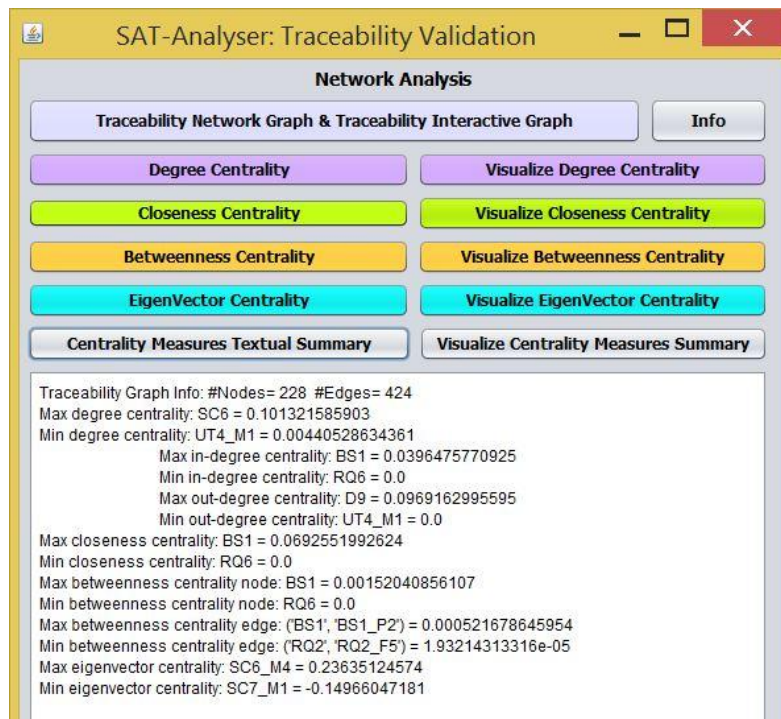 SAT-Analyser: Traceability Validation
Network Analysis
Traceability Network Graph & Traceability Interactive Graph
Info
Degree Centrality
Visualize Degree Centrality
Closeness Centrality
Visualize Closeness Centrality
Betweenness Centrality
Visualize Betweenness Centrality
EigenVector Centrality
Visualize EigenVector Centrality
Centrality Measures Textual Summary
Visualize Centrality Measures Summary
Traceability Graph Info: #Nodes= 228 #Edges= 424
Max degree centrality: SC6 = 0.101321585903
Min degree centrality: UT4_M1 = 0.00440528634361
Max in-degree centrality: BS1 = 0.0396475770925
Min in-degree centrality: RQ6 = 0.0
Max out-degree centrality: D9 = 0.0969162995595
Min out-degree centrality: UT4_M1 = 0.0
Max closeness centrality: BS1 = 0.0692551992624
Min closeness centrality: RQ6 = 0.0
Max betweenness centrality node: BS1 = 0.00152040856107
Min betweenness centrality node: RQ6 = 0.0
Max betweenness centrality edge: ('BS1', 'BS1_P2') = 0.000521678645954
Min betweenness centrality edge: ('RQ2', 'RQ2_F5') = 1.93214313316e-05
Max eigenvector centrality: SC6_M4 = 0.23635124574
Min eigenvector centrality: SC7_M1 = -0.14966047181